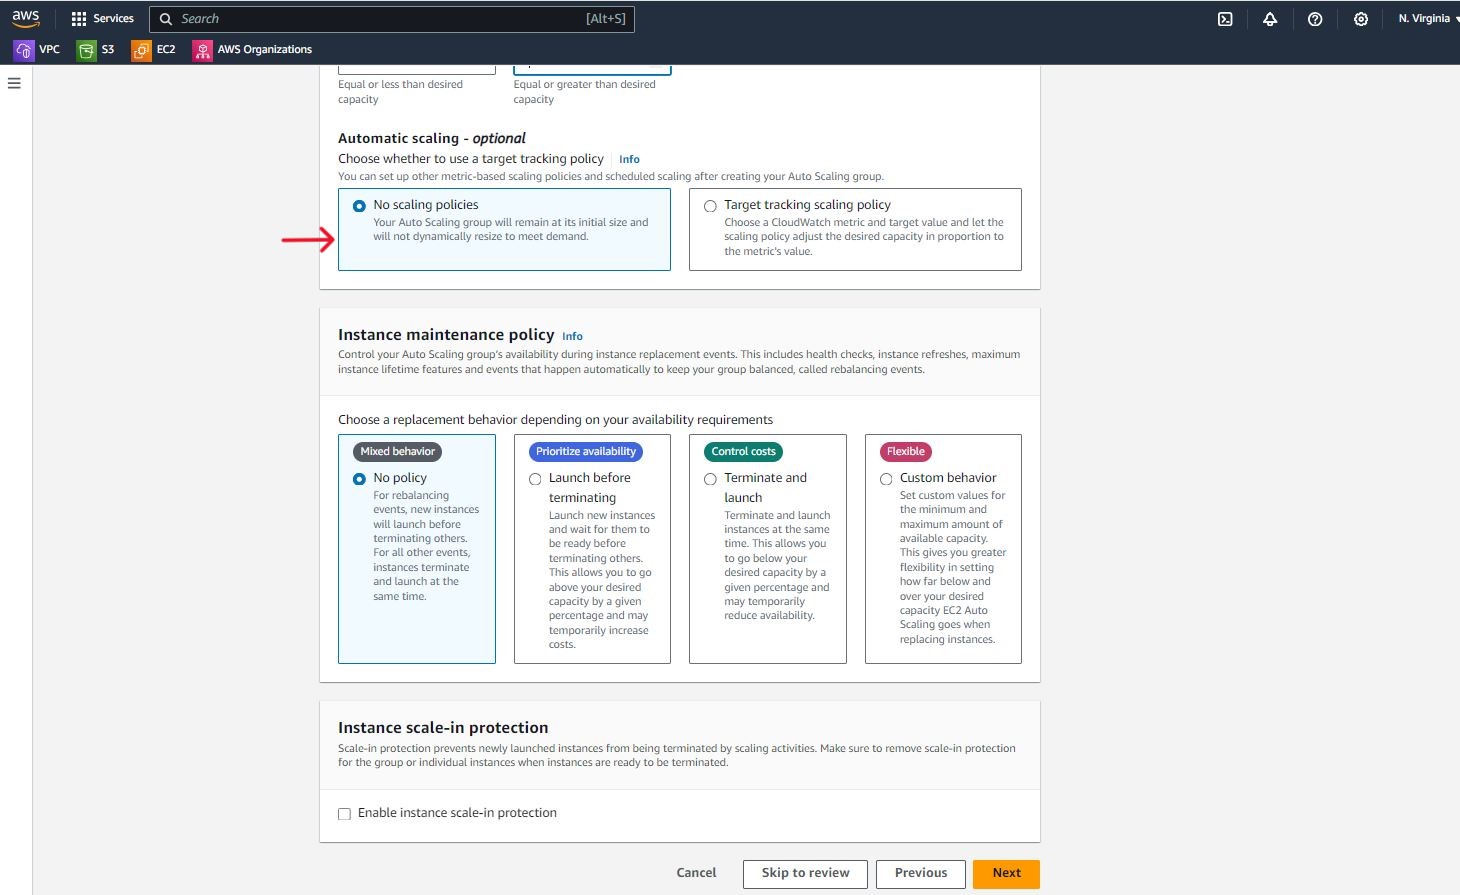 aws
Services
Search
[Alt+S]
N. Virginia
VPC
S3
EC2
AWS Organizations
Equal or less than desired
capacity
Equal or greater than desired
capacity
Automatic scaling - optional
Choose whether to use a target tracking policy
Info
You can set up other metric-based scaling policies and scheduled scaling after creating your Auto Scaling group.
No scaling policies
Your Auto Scaling group will remain at its initial size and
will not dynamically resize to meet demand.
Target tracking scaling policy
Choose a CloudWatch metric and target value and let the
scaling policy adjust the desired capacity in proportion to
the metric's value.
Instance maintenance policy Info
Control your Auto Scaling group's availability during instance replacement events. This includes health checks, instance refreshes, maximum
instance lifetime features and events that happen automatically to keep your group balanced, called rebalancing events.
Choose a replacement behavior depending on your availability requirements
Mixed behavior
No policy
For rebalancing
events, new instances
will launch before
terminating others.
For all other events,
instances terminate
and launch at the
same time.
Prioritize availability
Launch before
terminating
Launch new instances
and wait for them to
be ready before
terminating others.
This allows you to go
above your desired
capacity by a given
percentage and may
temporarily increase
costs.
Control costs
Terminate and
launch
Terminate and launch
instances at the same
time. This allows you
to go below your
desired capacity by a
given percentage and
may temporarily
reduce availability.
Flexible
Custom behavior
Set custom values for
the minimum and
maximum amount of
available capacity.
This gives you greater
flexibility in setting
how far below and
over your desired
capacity EC2 Auto
Scaling goes when
replacing instances.
Instance scale-in protection
Scale-in protection prevents newly launched instances from being terminated by scaling activities. Make sure to remove scale-in protection
for the group or individual instances when instances are ready to be terminated.
Enable instance scale-in protection
Cancel
Skip to review
Previous
Next